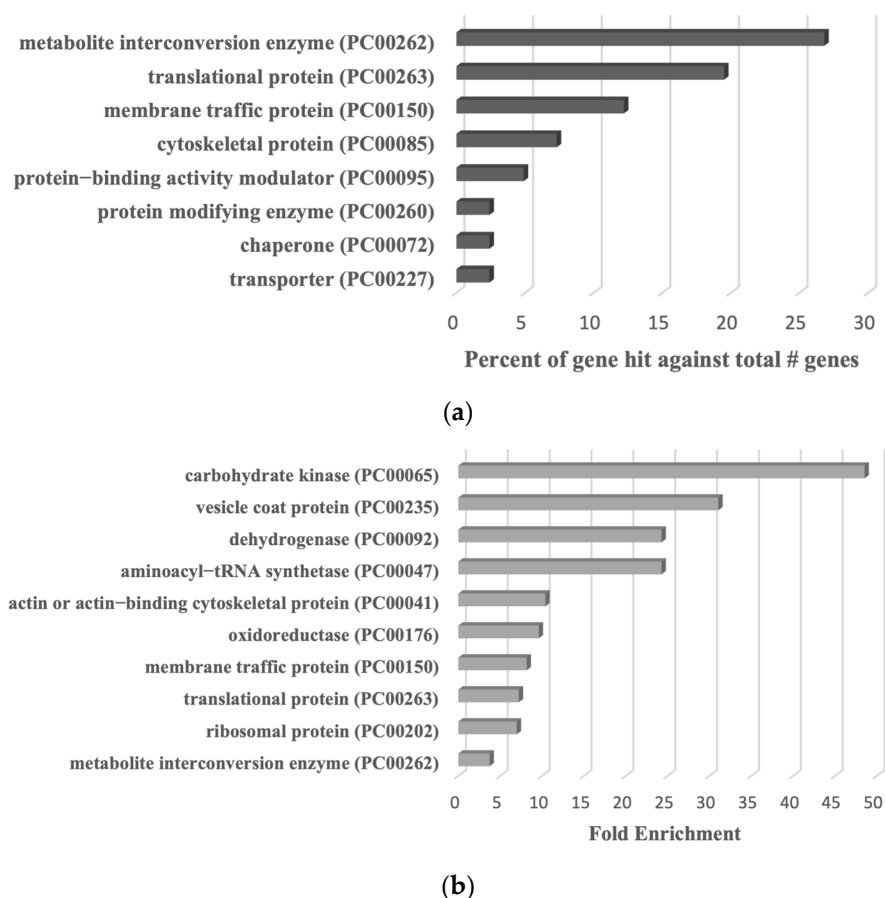 metabolite interconversion enzyme (PC00262)
translational protein (PC00263)
membrane traffic protein (PC00150)
cytoskeletal protein (PC00085)
protein−binding activity modulator (PC00095)
protein modifying enzyme (PC00260)
chaperone (PC00072)
transporter (PC00227)
0 5 10 15 20 25 30
Percent of gene hit against total # genes
(a)
carbohydrate kinase (PC00065)
vesicle coat protein (PC00235)
dehydrogenase (PC00092)
aminoacyl−tRNA synthetase (PC00047)
actin or actin−binding cytoskeletal protein (PC00041)
oxidoreductase (PC00176)
membrane traffic protein (PC00150)
translational protein (PC00263)
ribosomal protein (PC00202)
metabolite interconversion enzyme (PC00262)
0 5 10 15 20 25 30 35 40 45 50
Fold Enrichment
(b)